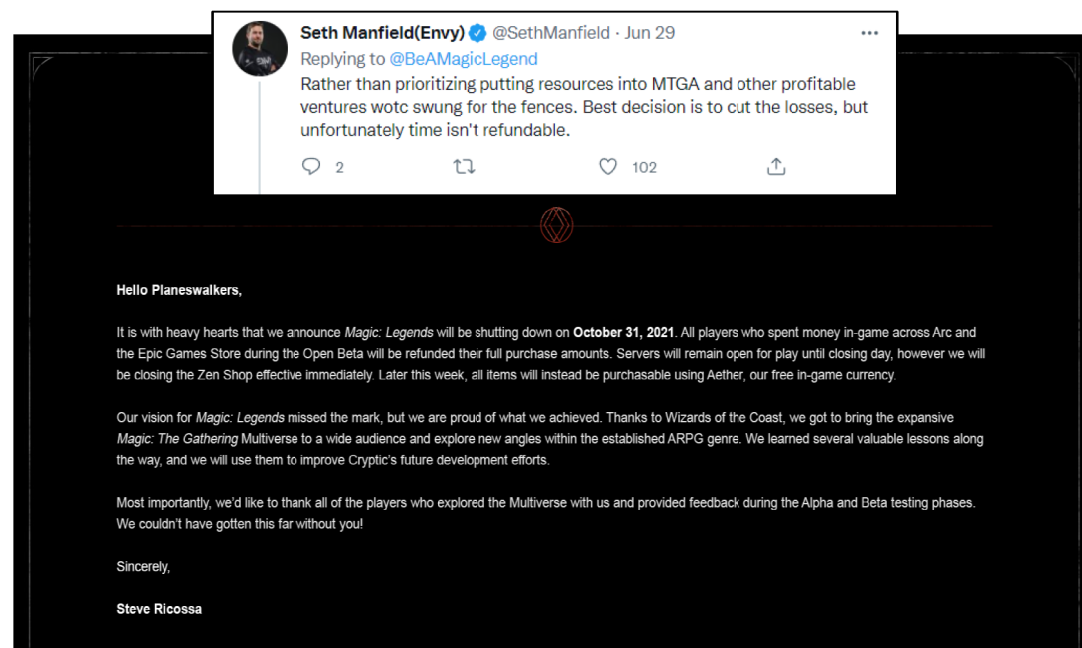 Seth Manfield(Envy) @SethManfield · Jun 29
Replying to @BeAMagicLegend
Rather than prioritizing putting resources into MTGA and other profitable
ventures wotc swung for the fences. Best decision is to cut the losses, but
unfortunately time isn't refundable.
2 102
Hello Planeswalkers,
It is with heavy hearts that we announce Magic: Legends will be shutting down on October 31, 2021. All players who spent money in-game across Arc and
the Epic Games Store during the Open Beta will be refunded their full purchase amounts. Servers will remain open for play until closing day, however we will
be closing the Zen Shop effective immediately. Later this week, all items will instead be purchasable using Aether, our free in-game currency.
Our vision for Magic: Legends missed the mark, but we are proud of what we achieved. Thanks to Wizards of the Coast, we got to bring the expansive
Magic: The Gathering Multiverse to a wide audience and explore new angles within the established ARPG genre. We learned several valuable lessons along
the way, and we will use them to improve Cryptic's future development efforts.
Most importantly, we'd like to thank all of the players who explored the Multiverse with us and provided feedback during the Alpha and Beta testing phases.
We couldn't have gotten this far without you!
Sincerely,
Steve Ricossa